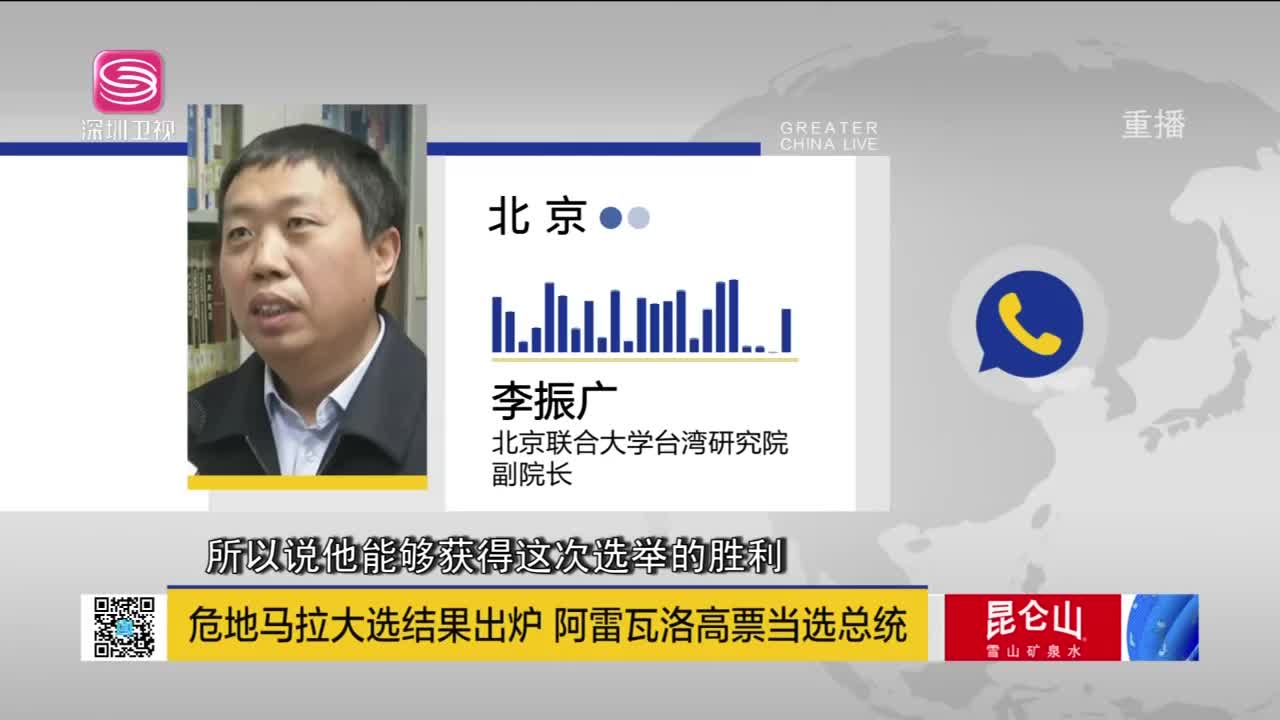 深圳卫视
GREATER
CHINA LIVE
重播
北京
李振广
北京联合大学台湾研究院
副院长
所以说他能够获得这次选举的胜利
危地马拉大选结果出炉 阿雷瓦洛高票当选总统
昆仑山
雪山矿泉水